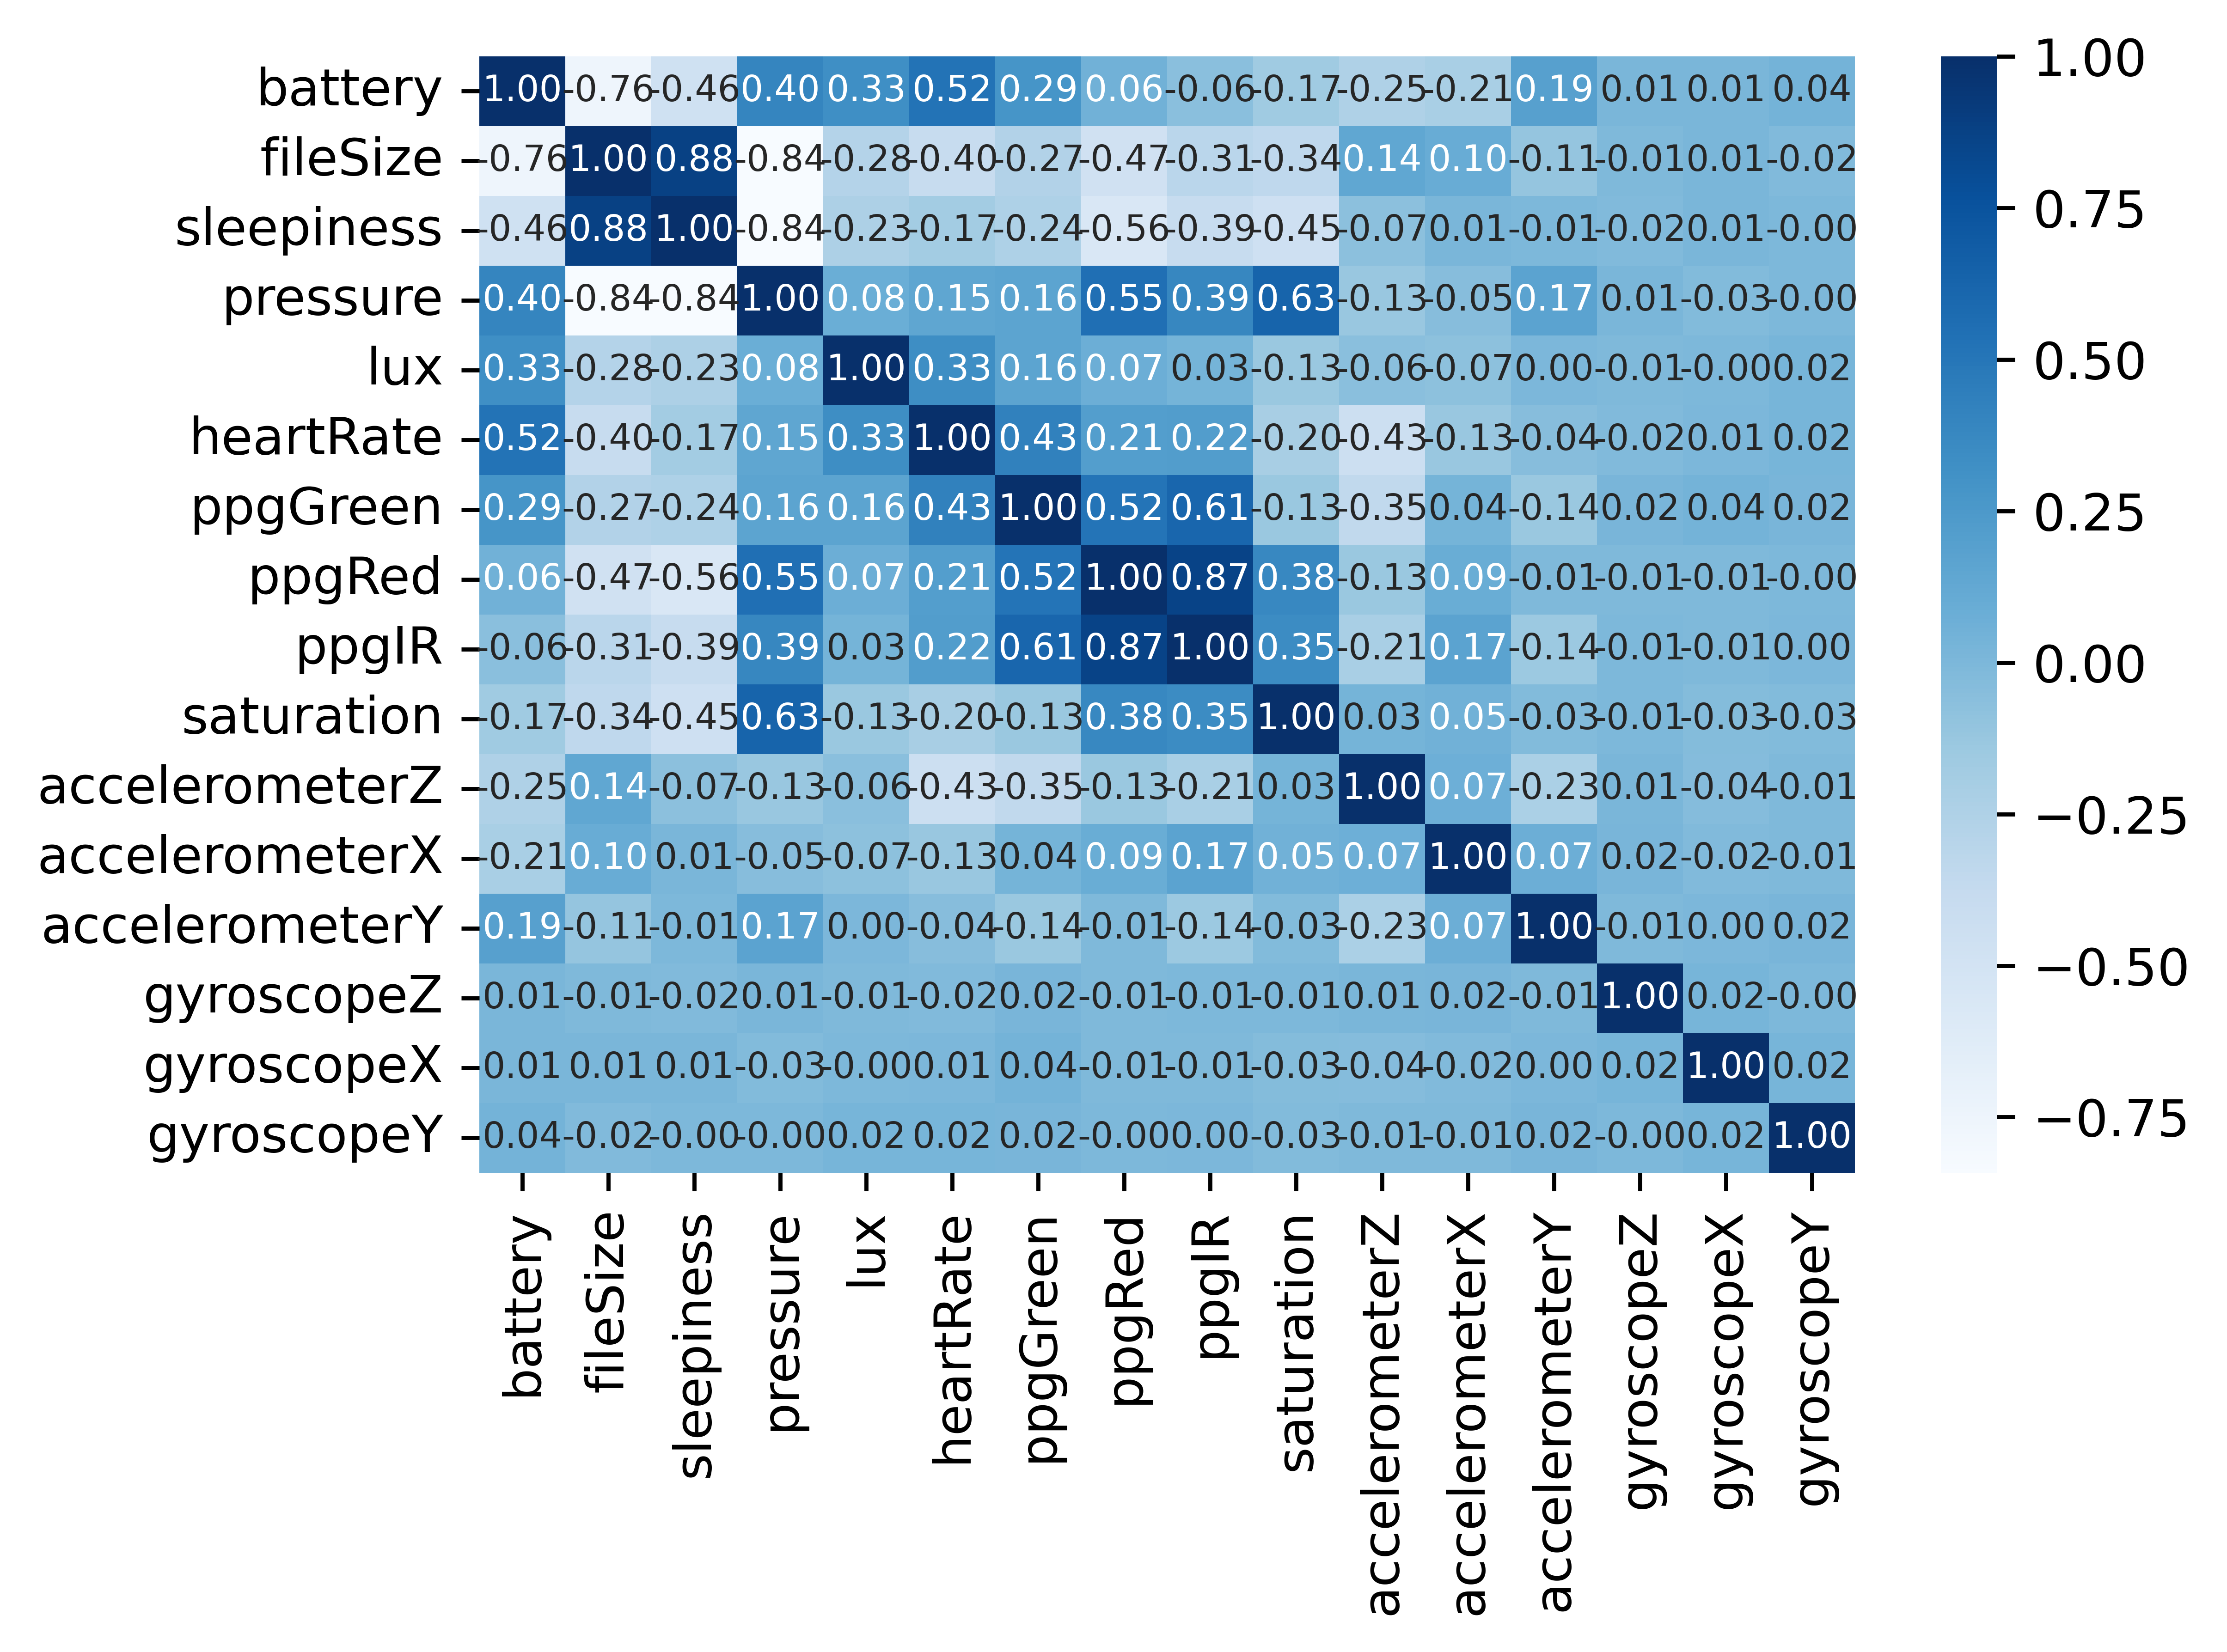 battery 1.00 -0.76 -0.46 0.40 0.33 0.52 0.29 0.06 -0.06 -0.17 -0.25 -0.21 0.19 0.01 0.01 0.04
fileSize -0.76 1.00 0.88 -0.84 -0.28 -0.40 -0.27 -0.47 -0.31 -0.34 0.14 0.10 -0.11 -0.01 0.01 -0.02
sleepiness -0.46 0.88 1.00 -0.84 -0.23 -0.17 -0.24 -0.56 -0.39 -0.45 -0.07 0.01 -0.01 -0.02 0.01 -0.00
pressure 0.40 -0.84 -0.84 1.00 0.08 0.15 0.16 0.55 0.39 0.63 -0.13 -0.05 0.17 0.01 -0.03 -0.00
lux 0.33 -0.28 -0.23 0.08 1.00 0.33 0.16 0.07 0.03 -0.13 -0.06 -0.07 0.00 -0.01 -0.00 0.02
heartRate 0.52 -0.40 -0.17 0.15 0.33 1.00 0.43 0.21 0.22 -0.20 -0.43 -0.13 -0.04 -0.02 0.01 0.02
ppgGreen 0.29 -0.27 -0.24 0.16 0.16 0.43 1.00 0.52 0.61 -0.13 -0.35 0.04 -0.14 0.02 0.04 0.02
ppgRed 0.06 -0.47 -0.56 0.55 0.07 0.21 0.52 1.00 0.87 0.38 -0.13 0.09 -0.01 -0.01 -0.01 -0.00
ppgIR -0.06 -0.31 -0.39 0.39 0.03 0.22 0.61 0.87 1.00 0.35 -0.21 0.17 -0.14 -0.01 -0.01 0.00
saturation -0.17 -0.34 -0.45 0.63 -0.13 -0.20 -0.13 0.38 0.35 1.00 0.03 0.05 -0.03 -0.01 -0.03 -0.03
accelerometerZ -0.25 0.14 -0.07 -0.13 -0.06 -0.43 -0.35 -0.13 -0.21 0.03 1.00 0.07 -0.23 0.01 -0.04 -0.01
accelerometerX -0.21 0.10 0.01 -0.05 -0.07 -0.13 0.04 0.09 0.17 0.05 0.07 1.00 0.07 0.02 -0.02 -0.01
accelerometerY 0.19 -0.11 -0.01 0.17 0.00 -0.04 -0.14 -0.01 -0.14 -0.03 -0.23 0.07 1.00 -0.01 0.00 0.02
gyroscopeZ 0.01 -0.01 -0.02 0.01 -0.01 -0.02 0.02 -0.01 -0.01 -0.01 0.01 0.02 -0.01 1.00 0.02 -0.00
gyroscopeX 0.01 0.01 0.01 -0.03 -0.00 0.01 0.04 -0.01 -0.01 -0.03 -0.04 -0.02 0.00 0.02 1.00 0.02
gyroscopeY 0.04 -0.02 -0.00 -0.00 0.02 0.02 0.02 -0.00 0.00 -0.03 -0.01 -0.01 0.02 -0.00 0.02 1.00
battery
fileSize
sleepiness
pressure
lux
heartRate
ppgGreen
ppgRed
ppgIR
saturation
accelerometerZ
accelerometerX
accelerometerY
gyroscopeZ
gyroscopeX
gyroscopeY
1.00
0.75
0.50
0.25
0.00
−0.25
−0.50
−0.75